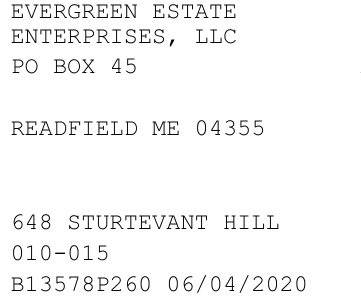 EVERGREEN ESTATE
ENTERPRISES, LLC
PO BOX 45
READFIELD ME 04355
648 STURTEVANT HILL
010-015
B13578P260 06/04/2020